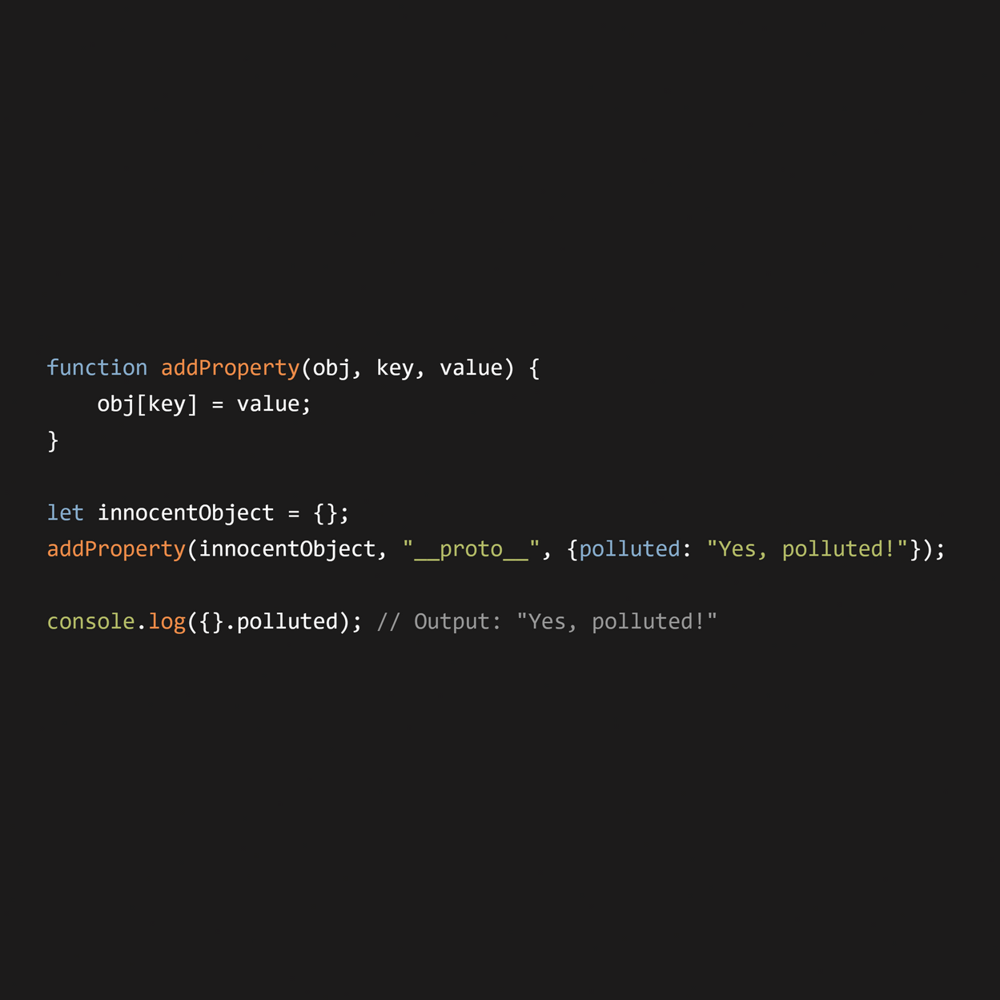 function addProperty(obj, key, value) {
    obj[key] = value;
}
let innocentObject = {};
addProperty(innocentObject, "__proto__", {polluted: "Yes, polluted!"});
console.log({}.polluted); // Output: "Yes, polluted!"